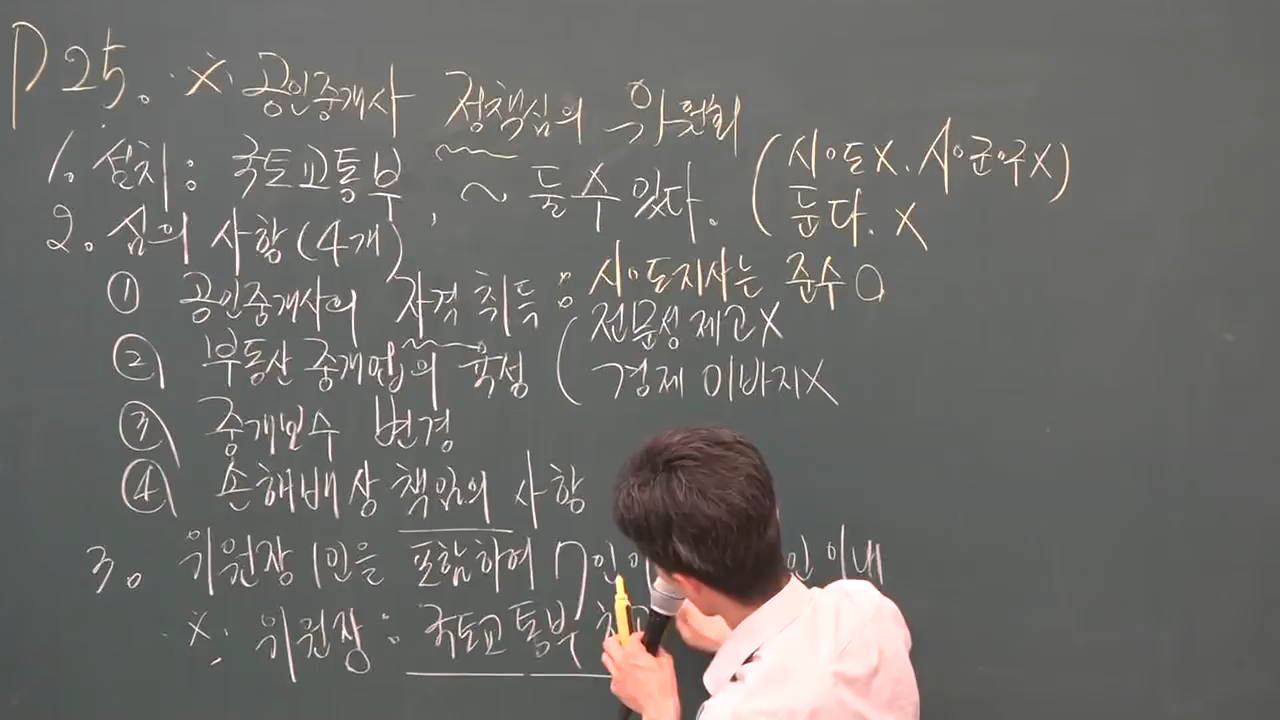 P 25. ※ 공인중개사 정책심의 위원회
1. 설치 : 국토교통부, ~ 둘 수 있다. (시·도X. 시·군·구X)
둔다. X
2. 심의 사항 (4개)
① 공인중개사의 자격취득 : 시·도지사는 준수 O
② 부동산 중개업의 육성 ( 전문성 제고X
경제 이바지X
③ 중개보수 변경
④ 손해배상 책임의 사항
3. 위원장 1인을 포함하여 7인 인 이내
※ 위원장 : 국토교통부